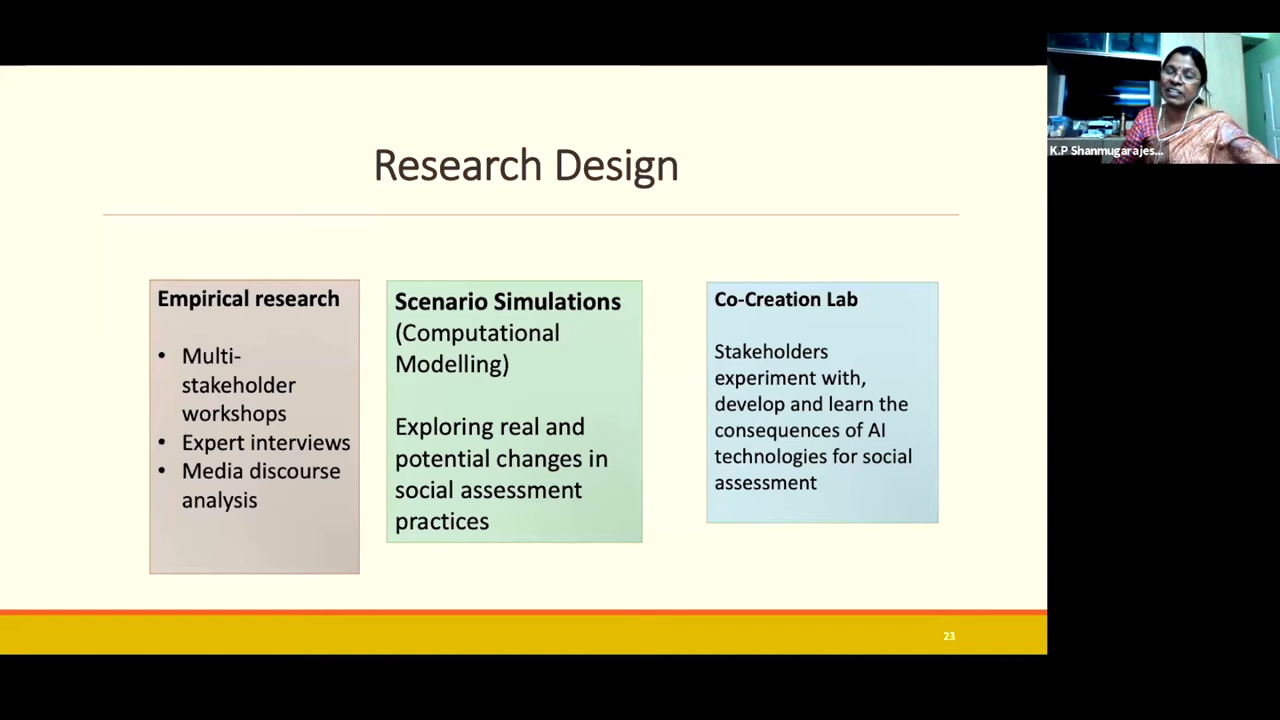 Research Design
Empirical research
• Multi-
stakeholder
workshops
• Expert interviews
• Media discourse
analysis
Scenario Simulations
(Computational
Modelling)
Exploring real and
potential changes in
social assessment
practices
Co-Creation Lab
Stakeholders
experiment with,
develop and learn the
consequences of AI
technologies for social
assessment
23
K.P Shanmugarajes...